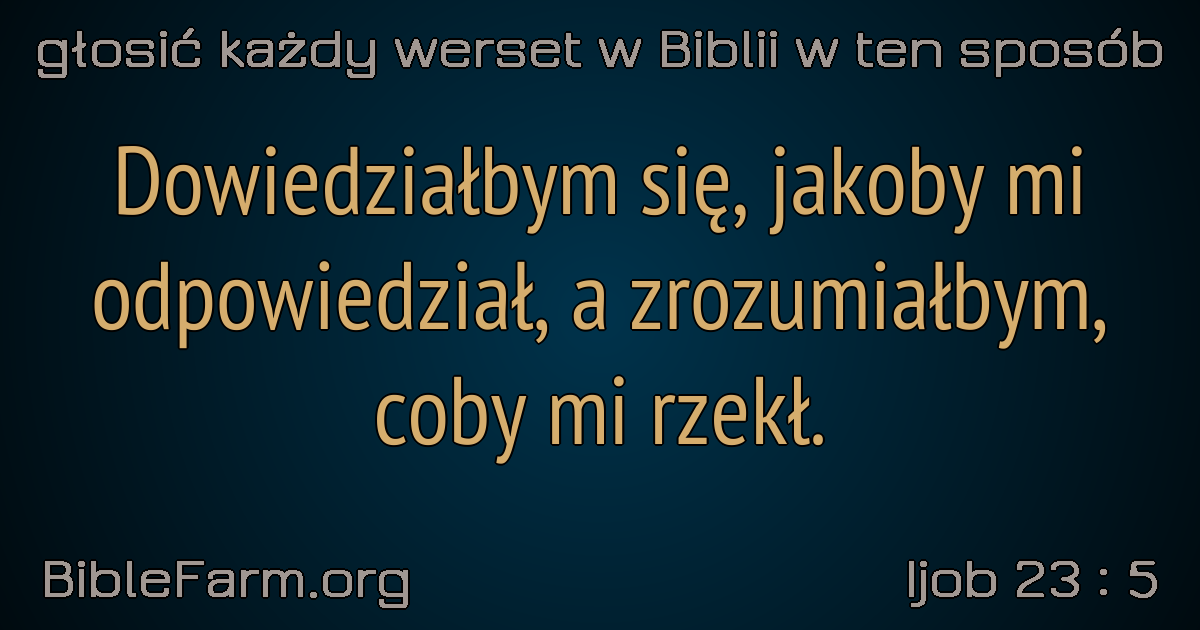 głosić każdy werset w Biblii w ten sposób
Dowiedziałbym się, jakoby mi
odpowiedział, a zrozumiałbym,
coby mi rzekł.
BibleFarm.org
Ijob 23 : 5